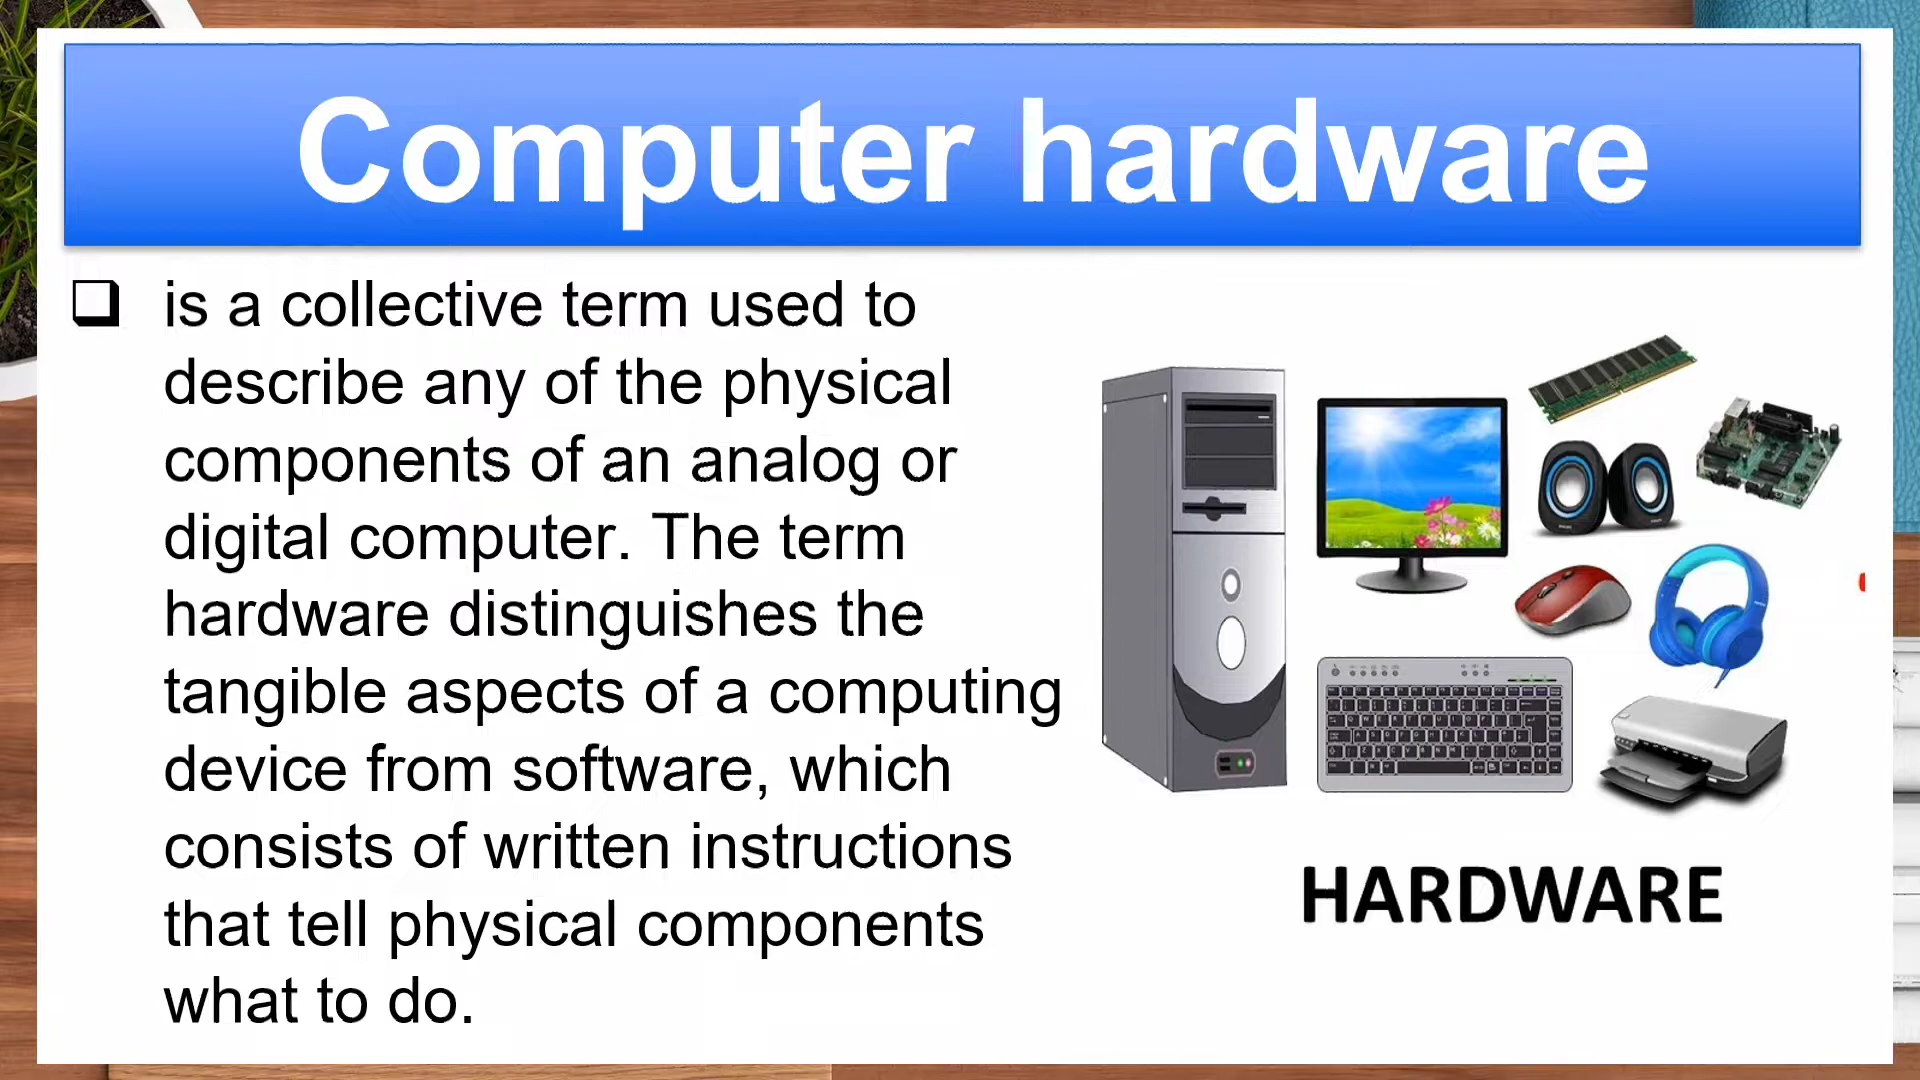 Computer hardware
is a collective term used to
describe any of the physical
components of an analog or
digital computer. The term
hardware distinguishes the
tangible aspects of a computing
device from software, which
consists of written instructions
that tell physical components
what to do.
HARDWARE